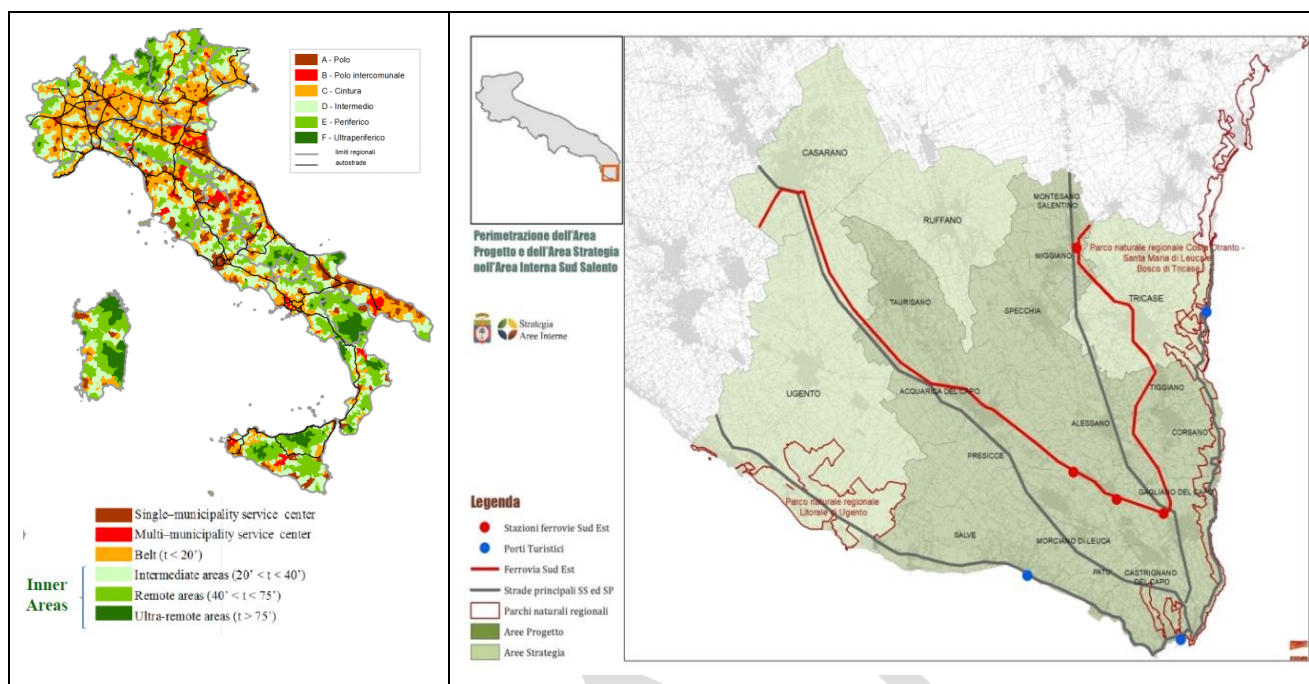 A - Polo
B - Polo intercomunale
C - Cintura
D - Intermedio
E - Periferico
F - Ultraperiferico
limiti regionali
autostrade
Single–municipality service center
Multi–municipality service center
Belt (t < 20’)
Intermediate areas (20’ < t < 40’)
Remote areas (40’ < t < 75’)
Ultra-remote areas (t > 75’)
Inner
Areas
Perimetrazione dell'Area
Progetto e dell'Area Strategia
nell'Area Interna Sud Salento
Strategia
Aree Interne
Legenda
Stazioni ferrovie Sud Est
Porti Turistici
Ferrovia Sud Est
Strade principali SS ed SP
Parchi naturali regionali
Aree Progetto
Aree Strategia
CASARANO
RUFFANO
MONTESANO
SALENTINO
MIGGIANO
Parco naturale regionale Costa Otranto -
Santa Maria di Leuca e
Bosco di Tricase
TRICASE
TAURISANO
SPECCHIA
UGENTO
ACQUARICA DEL CAPO
TIGGIANO
ALESSANO
CORSANO
PRESICCE
GAGLIANO DEL CAPO
Parco naturale regionale
Litorale di Ugento
SALVE
MORCIANO DI LEUCA
PATU'
CASTRIGNANO
DEL CAPO